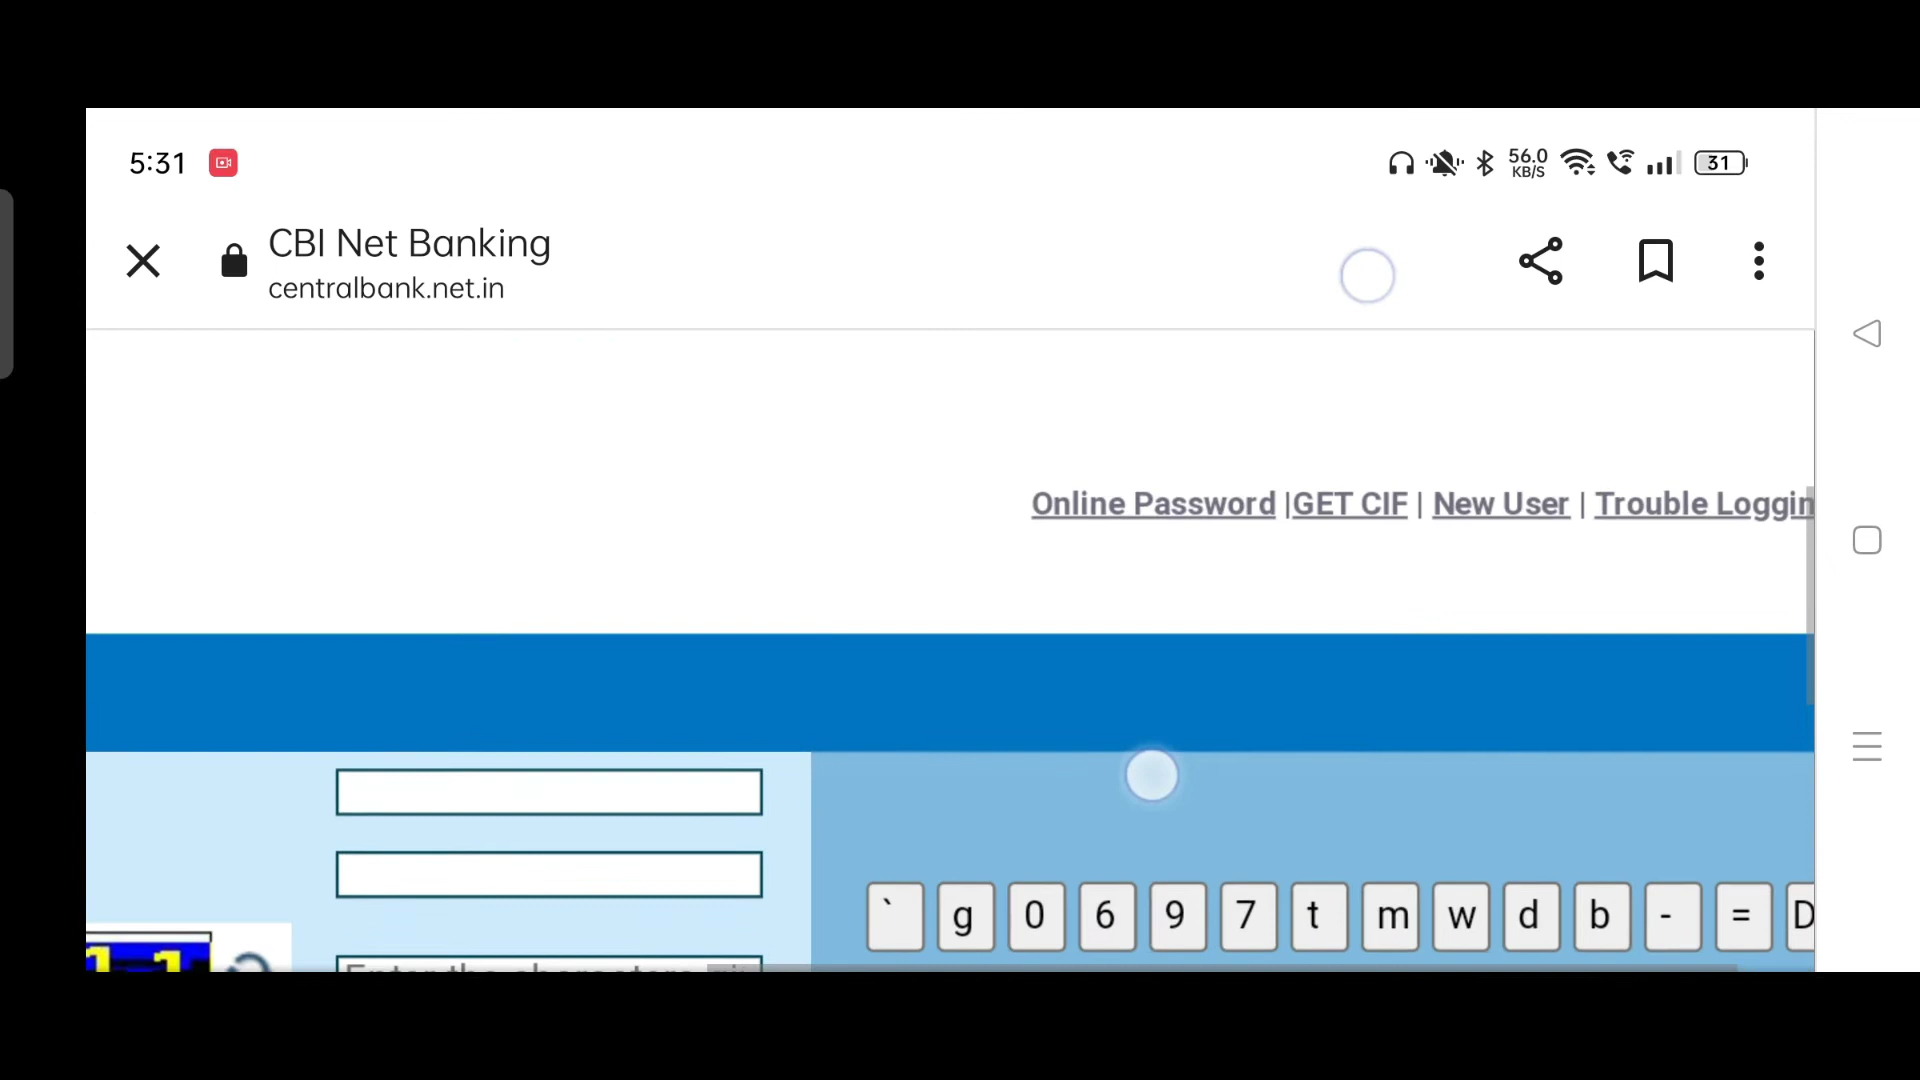 5:31 56.0 KB/S 31
CBI Net Banking
centralbank.net.in
Online Password |GET CIF | New User | Trouble Loggin
` g 0 6 9 7 t m w d b - = D